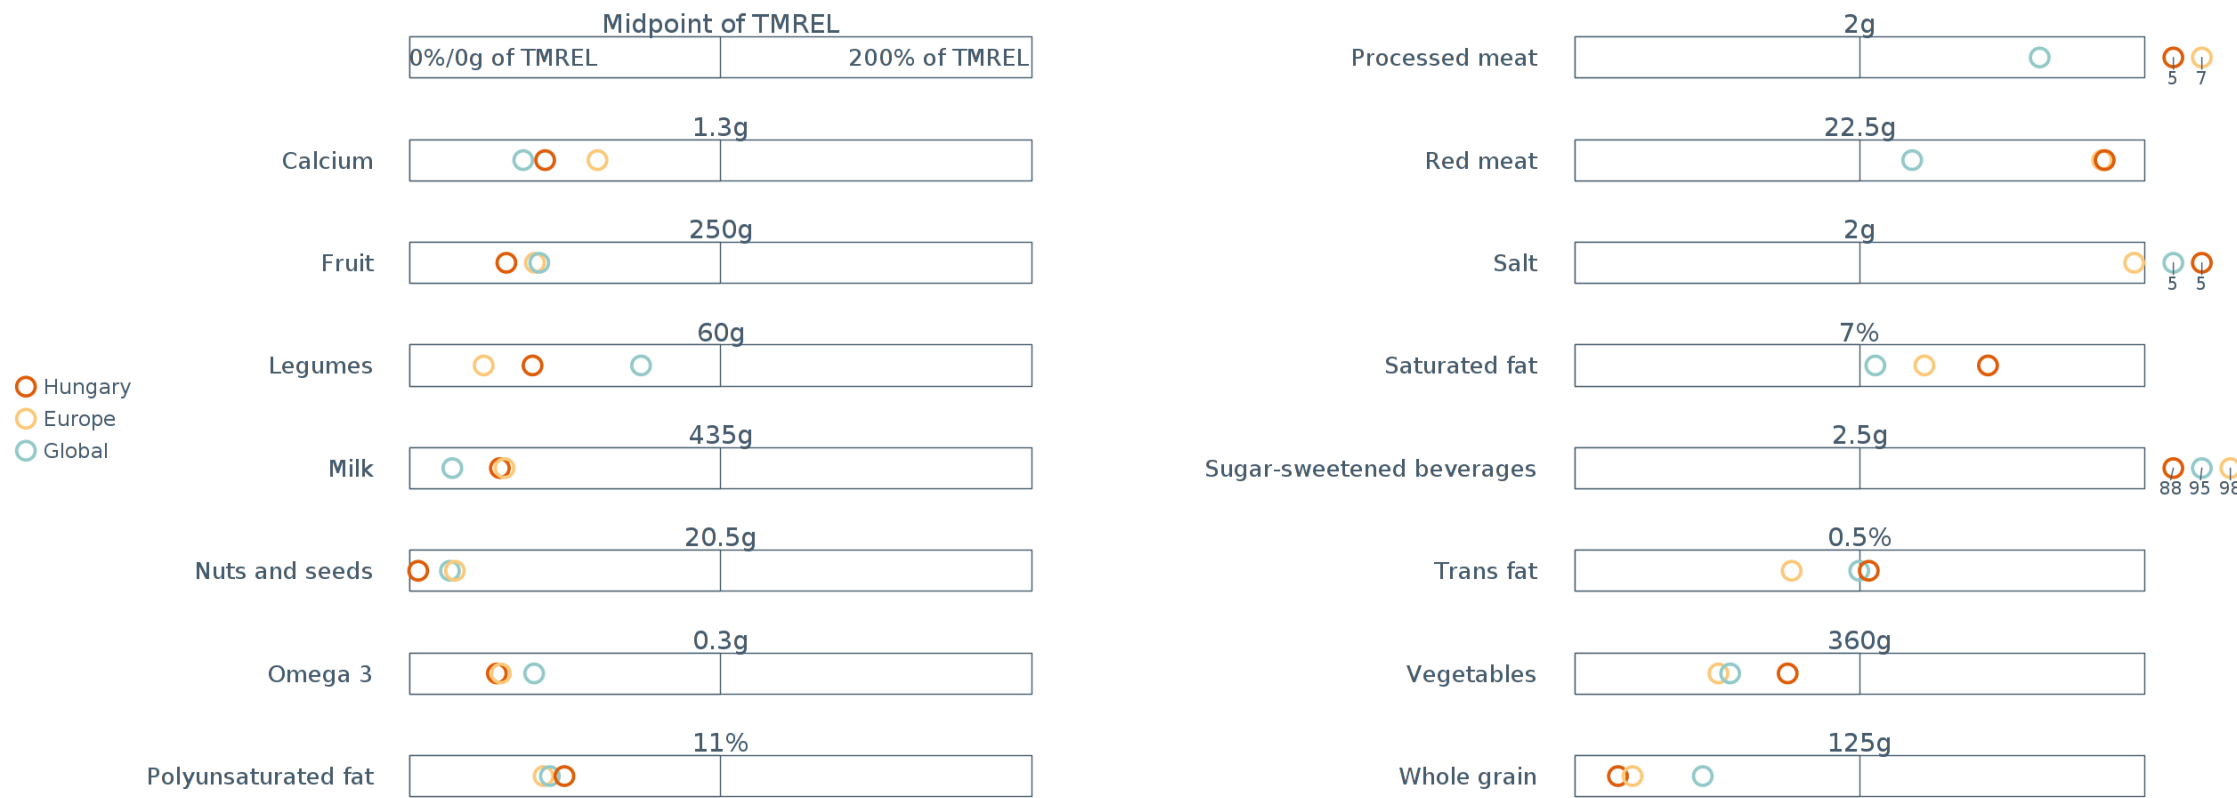 Midpoint of TMREL
0%/0g of TMREL 200% of TMREL
1.3g
Calcium
250g
Fruit
60g
Legumes
435g
Milk
20.5g
Nuts and seeds
0.3g
Omega 3
11%
Polyunsaturated fat
Hungary
Europe
Global
2g
Processed meat
5 7
22.5g
Red meat
2g
Salt
5 5
7%
Saturated fat
2.5g
Sugar-sweetened beverages
88 95 98
0.5%
Trans fat
360g
Vegetables
125g
Whole grain